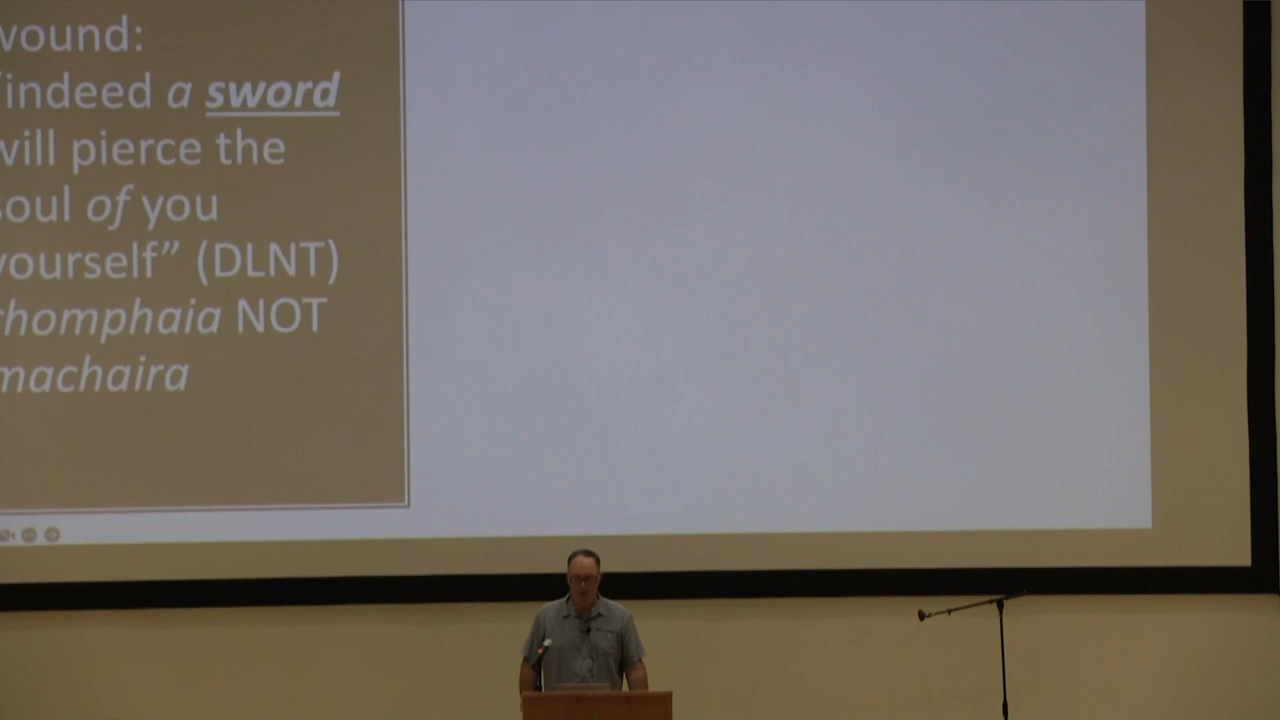 wound:
“indeed a sword
will pierce the
soul of you
yourself” (DLNT)
rhomphaia NOT
machaira